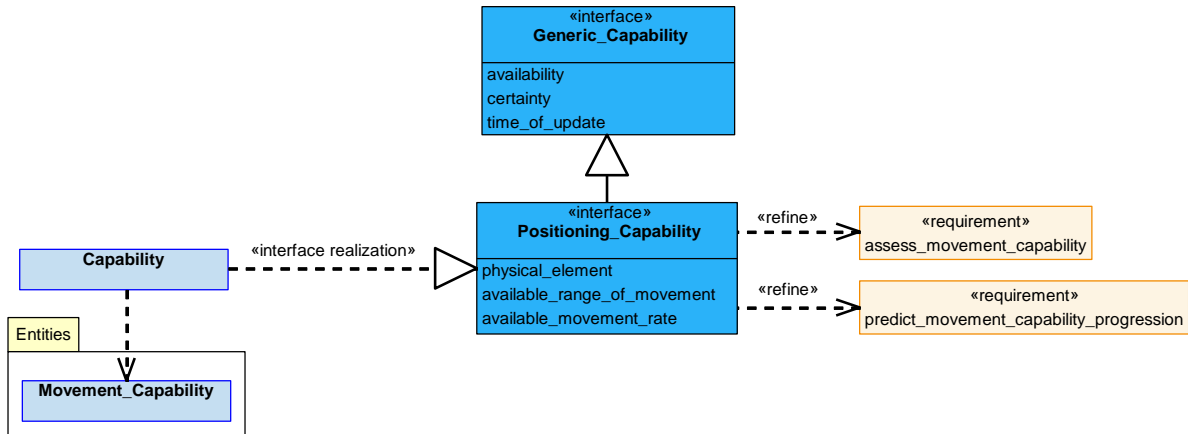 «interface»
Generic_Capability
availability
certainty
time_of_update
«interface»
Positioning_Capability
physical_element
available_range_of_movement
available_movement_rate
«refine»
«requirement»
assess_movement_capability
«refine»
«requirement»
predict_movement_capability_progression
Capability
«interface realization»
Entities
Movement_Capability